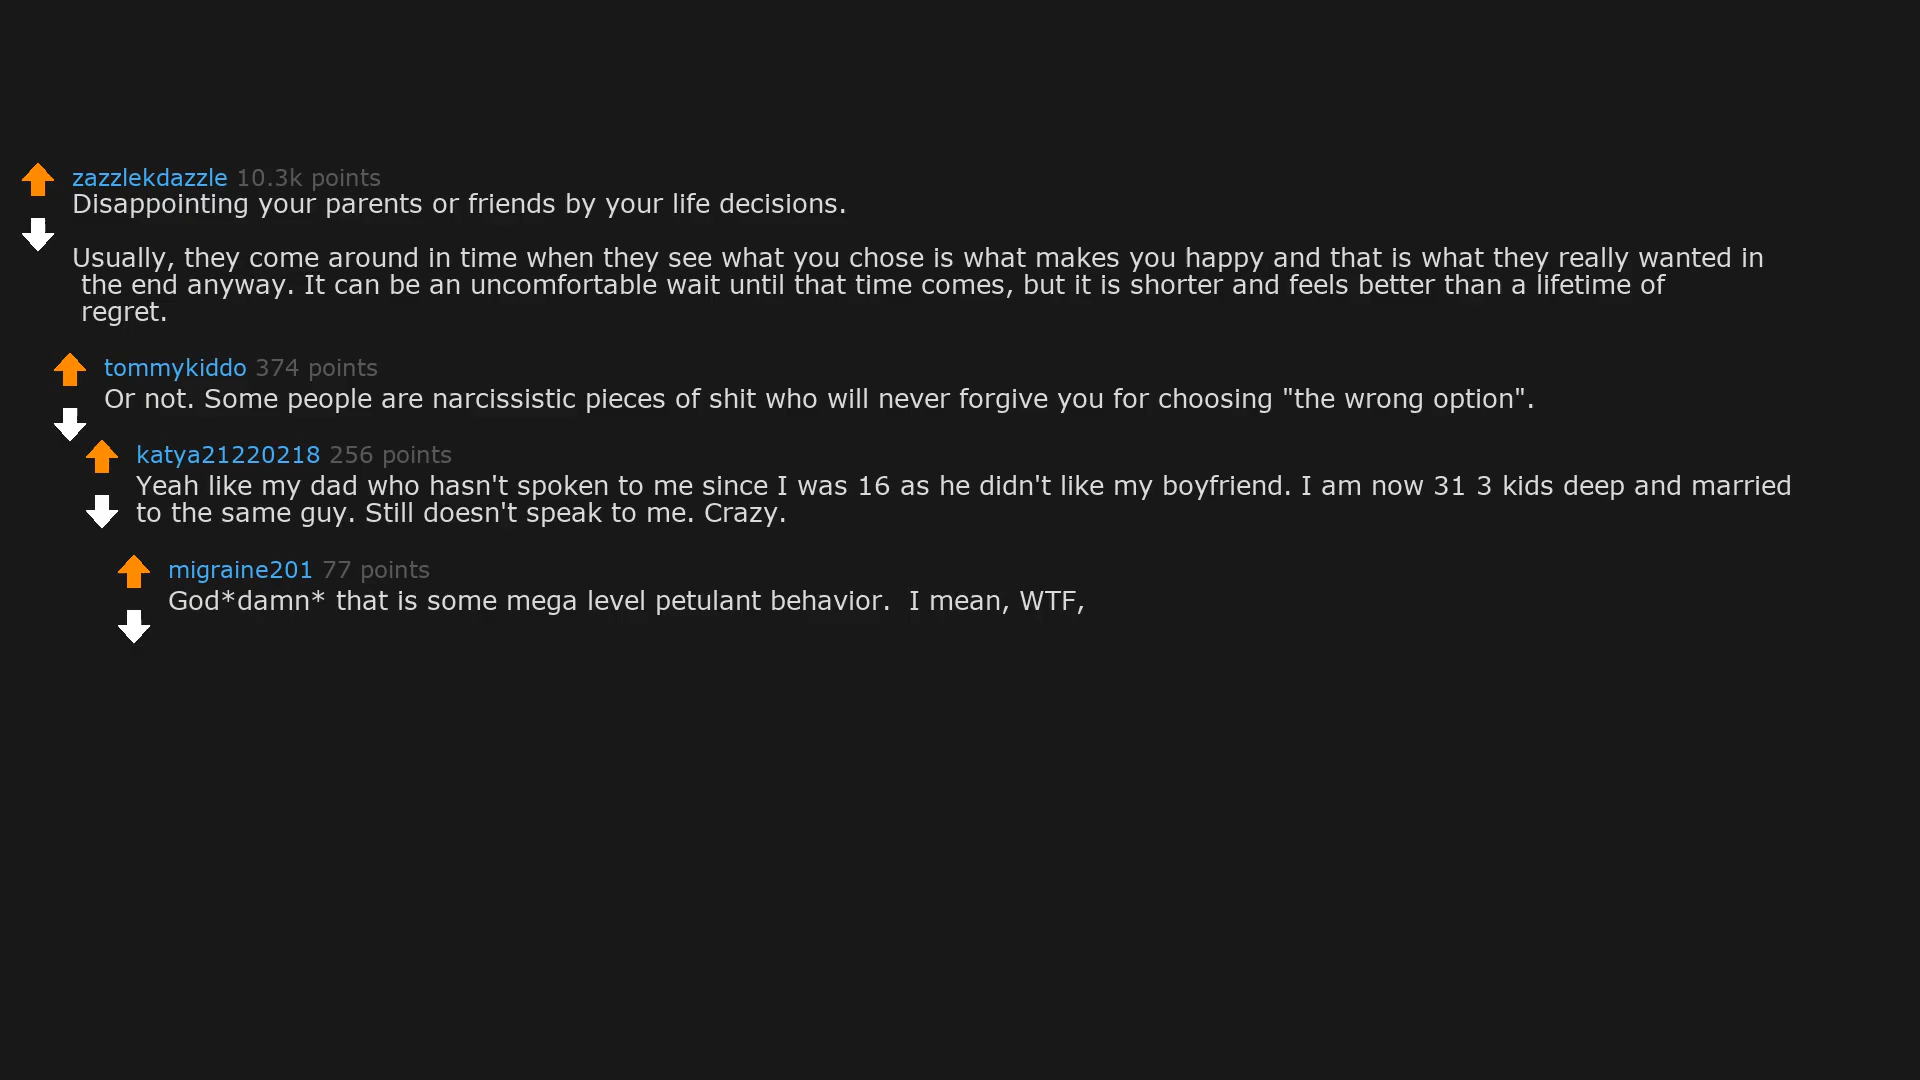 zazzlekdazzle 10.3k points
Disappointing your parents or friends by your life decisions.
Usually, they come around in time when they see what you chose is what makes you happy and that is what they really wanted in
the end anyway. It can be an uncomfortable wait until that time comes, but it is shorter and feels better than a lifetime of
regret.
tommykiddo 374 points
Or not. Some people are narcissistic pieces of shit who will never forgive you for choosing "the wrong option".
katya21220218 256 points
Yeah like my dad who hasn't spoken to me since I was 16 as he didn't like my boyfriend. I am now 31 3 kids deep and married
to the same guy. Still doesn't speak to me. Crazy.
migraine201 77 points
God*damn* that is some mega level petulant behavior.  I mean, WTF,